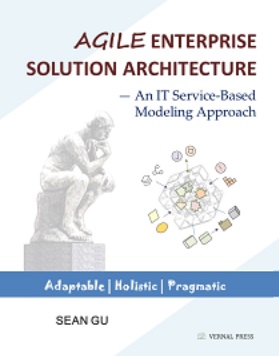 AGILE ENTERPRISE
SOLUTION ARCHITECTURE
— An IT Service-Based
Modeling Approach
Adaptable | Holistic | Pragmatic
SEAN GU
VERNAL PRESS